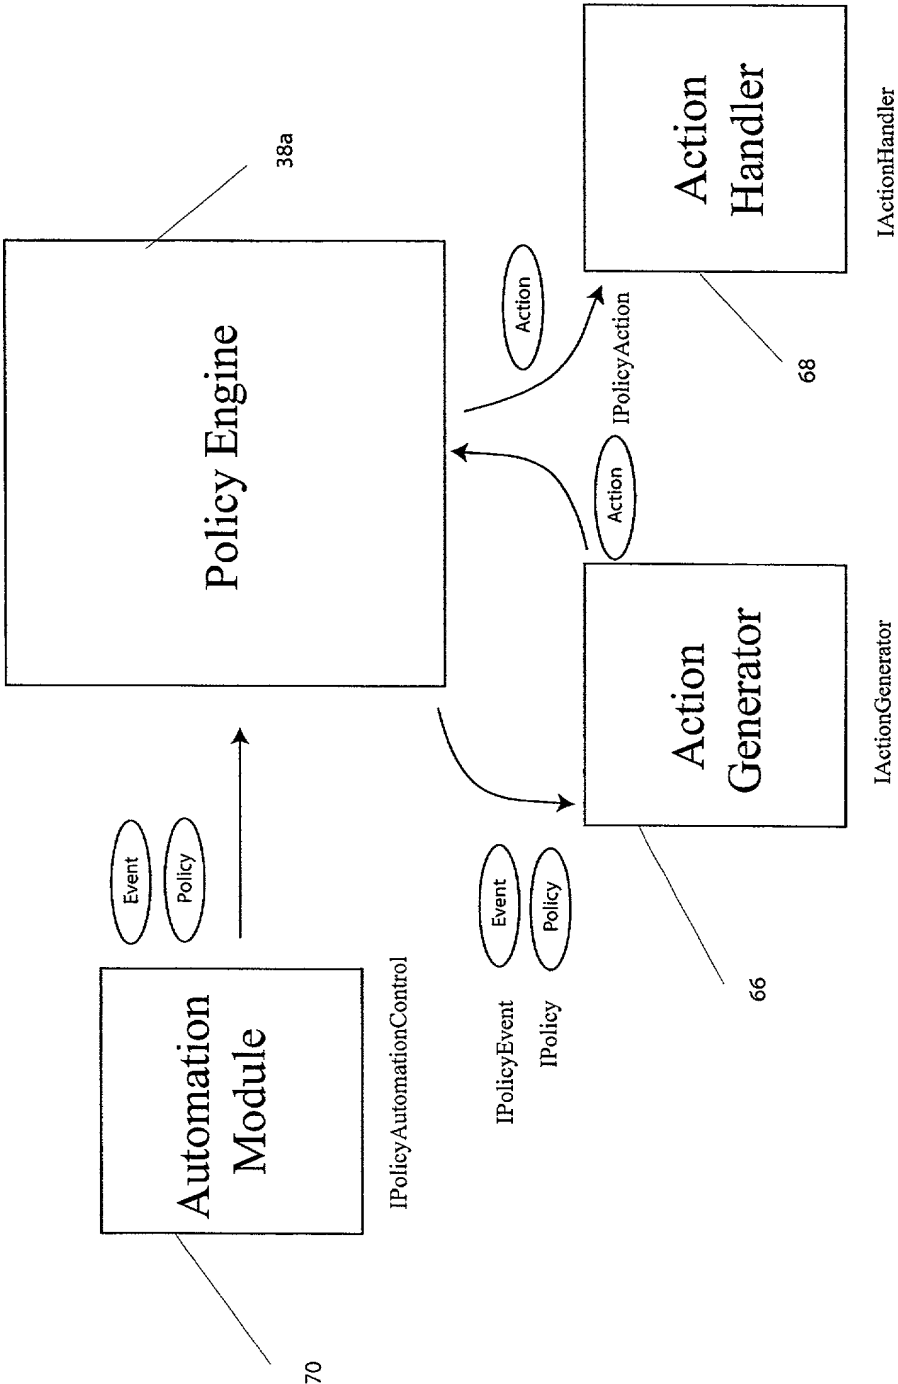 Automation
Module
IPolicyAutomationControl
70
Event
Policy
Policy Engine
38a
Event
Policy
IPolicyEvent
IPolicy
Action
Generator
IActionGenerator
66
Action
IPolicyAction
Action
Action
Handler
IActionHandler
68